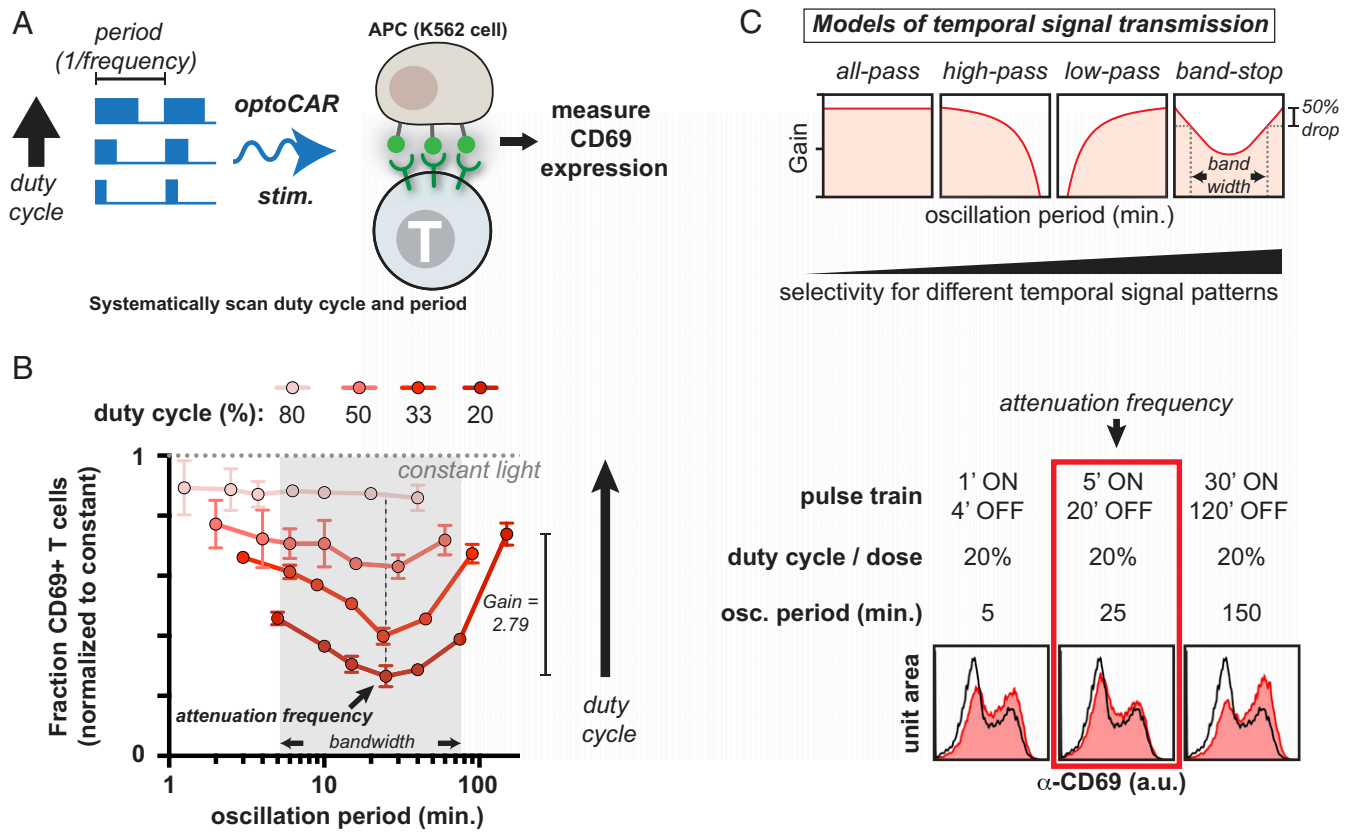 A
period
(1/frequency)
duty
cycle
optoCAR
stim.
APC (K562 cell)
T
measure
CD69
expression
Systematically scan duty cycle and period
B
duty cycle (%): 80 50 33 20
1
constant light
Fraction CD69+ T cells
(normalized to constant)
Gain =
2.79
attenuation frequency
bandwidth
0
1 10 100
oscillation period (min.)
duty
cycle
C
Models of temporal signal transmission
all-pass high-pass low-pass band-stop
Gain
50%
drop
band
width
oscillation period (min.)
selectivity for different temporal signal patterns
attenuation frequency
pulse train
1’ ON 5’ ON 30’ ON
4’ OFF 20’ OFF 120’ OFF
duty cycle / dose 20% 20% 20%
osc. period (min.) 5 25 150
unit area
α-CD69 (a.u.)